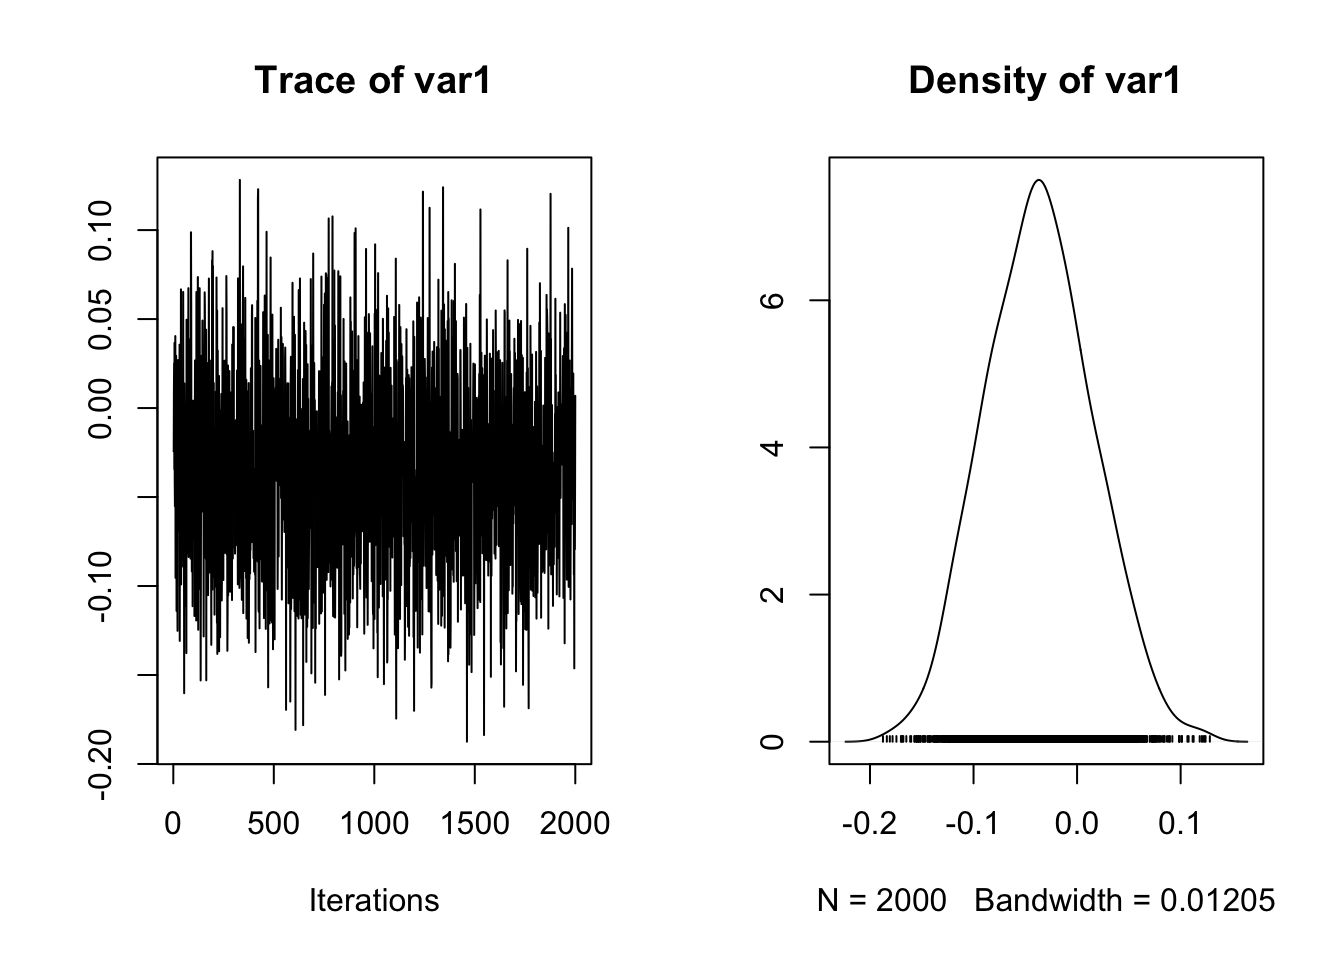 Trace of var1
0.10
0.05
0.00
-0.10
-0.20
0 500 1000 1500 2000
Iterations
Density of var1
6
4
2
0
-0.2 -0.1 0.0 0.1
N = 2000 Bandwidth = 0.01205